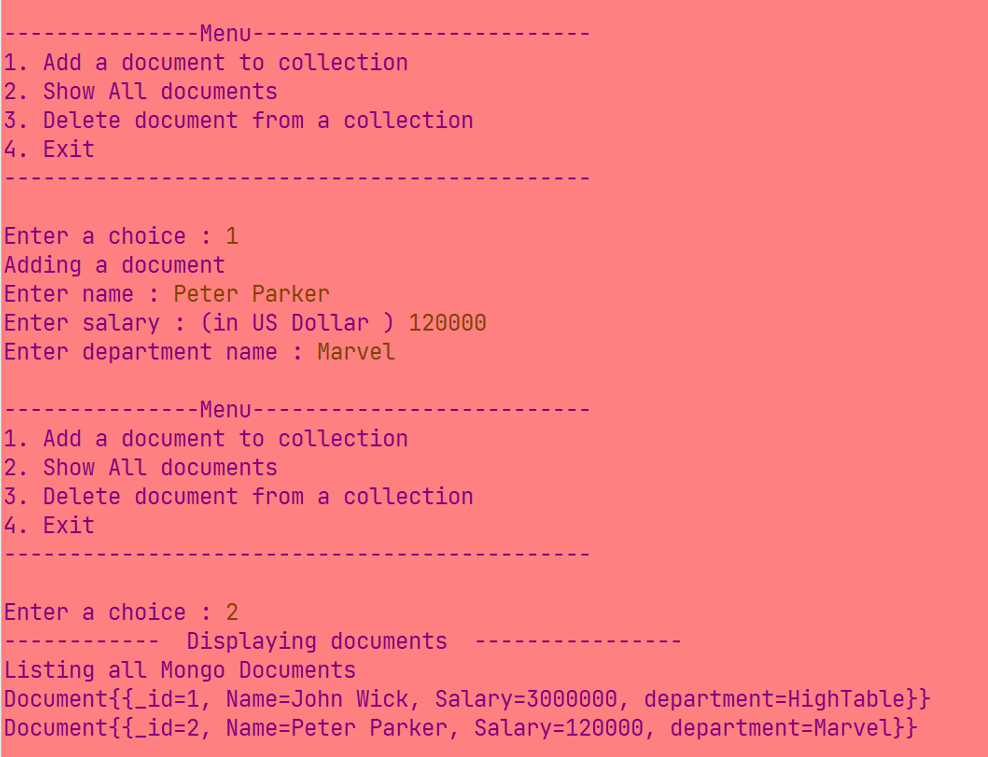 ---------------Menu--------------------------
1. Add a document to collection
2. Show All documents
3. Delete document from a collection
4. Exit
---------------------------------------------
Enter a choice : 1
Adding a document
Enter name : Peter Parker
Enter salary : (in US Dollar ) 120000
Enter department name : Marvel
---------------Menu--------------------------
1. Add a document to collection
2. Show All documents
3. Delete document from a collection
4. Exit
---------------------------------------------
Enter a choice : 2
------------  Displaying documents  ----------------
Listing all Mongo Documents
Document{{_id=1, Name=John Wick, Salary=3000000, department=HighTable}}
Document{{_id=2, Name=Peter Parker, Salary=120000, department=Marvel}}